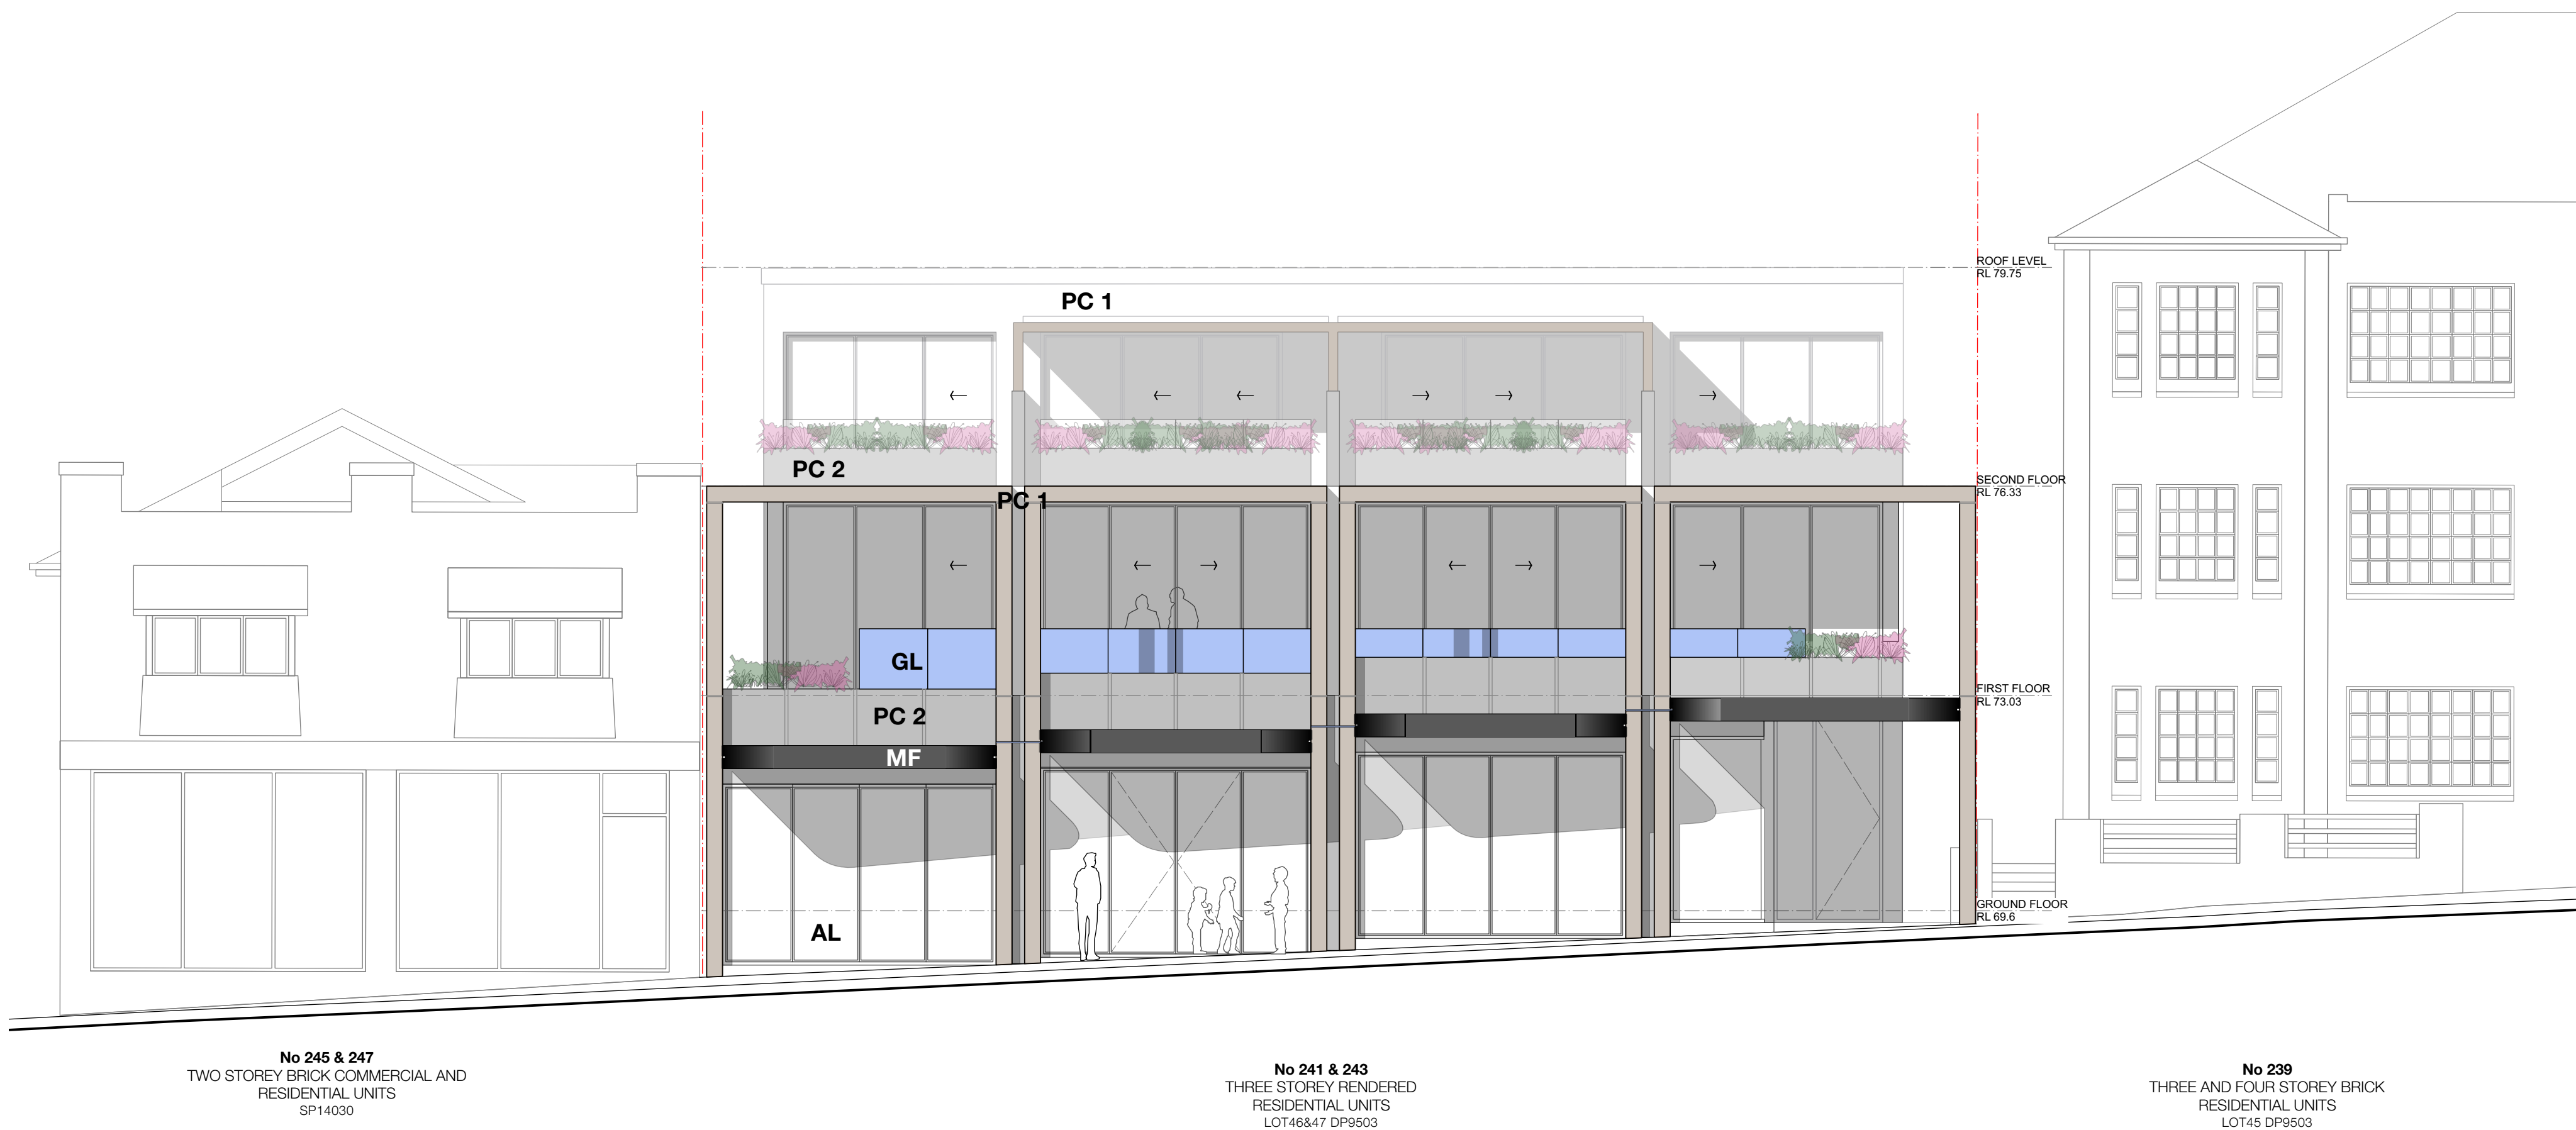 ROOF LEVEL
RL 79.75
PC 1
PC 2
SECOND FLOOR
RL 76.33
PC 1
GL
FIRST FLOOR
RL 73.03
PC 2
MF
AL
GROUND FLOOR
RL 69.6
No 245 & 247
TWO STOREY BRICK COMMERCIAL AND
RESIDENTIAL UNITS
SP14030
No 241 & 243
THREE STOREY RENDERED
RESIDENTIAL UNITS
LOT46&47 DP9503
No 239
THREE AND FOUR STOREY BRICK
RESIDENTIAL UNITS
LOT45 DP9503